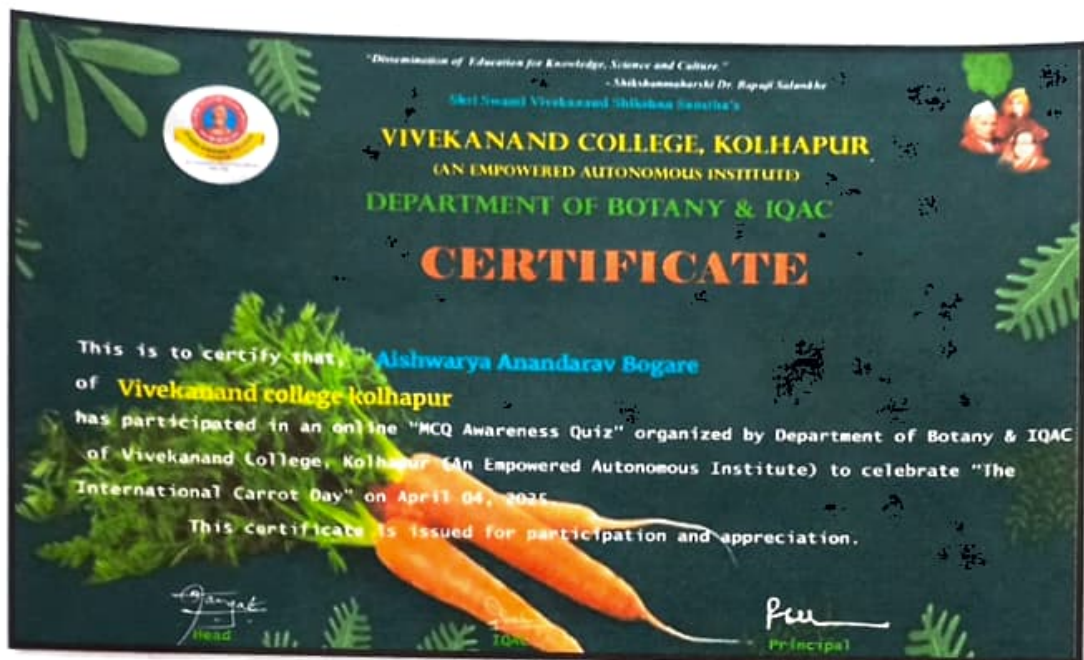 "Dissemination of Education for Knowledge, Science and Culture."
- Shikshanmaharshi Dr. Bapuji Salunkhe
Shri Swami Vivekanand Shikshan Sanstha's
VIVEKANAND COLLEGE, KOLHAPUR
(AN EMPOWERED AUTONOMOUS INSTITUTE)
DEPARTMENT OF BOTANY & IQAC
CERTIFICATE
This is to certify that, Aishwarya Anandarav Bogare
of Vivekanand college kolhapur
has participated in an online "MCQ Awareness Quiz" organized by Department of Botany & IQAC
of Vivekanand College, Kolhapur (An Empowered Autonomous Institute) to celebrate "The
International Carrot Day" on April 04, 2025.
This certificate is issued for participation and appreciation.
Head IQAC Principal